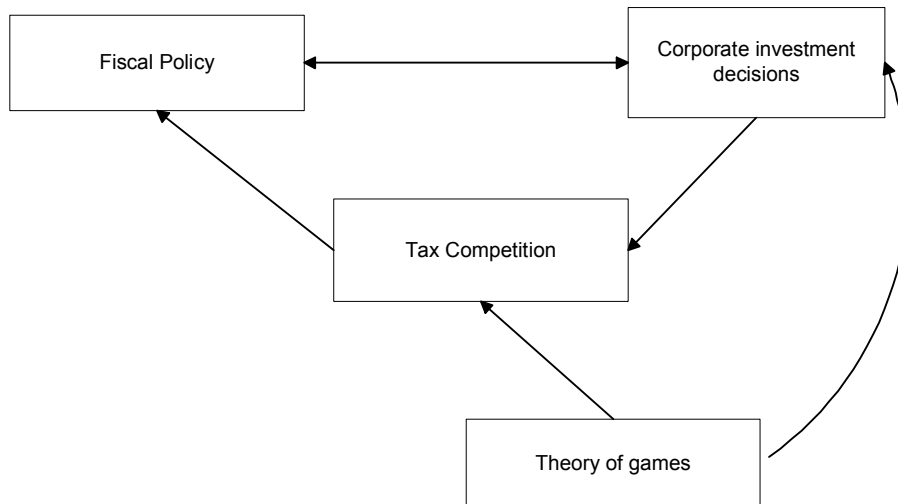 Fiscal Policy
Corporate investment
decisions
Tax Competition
Theory of games